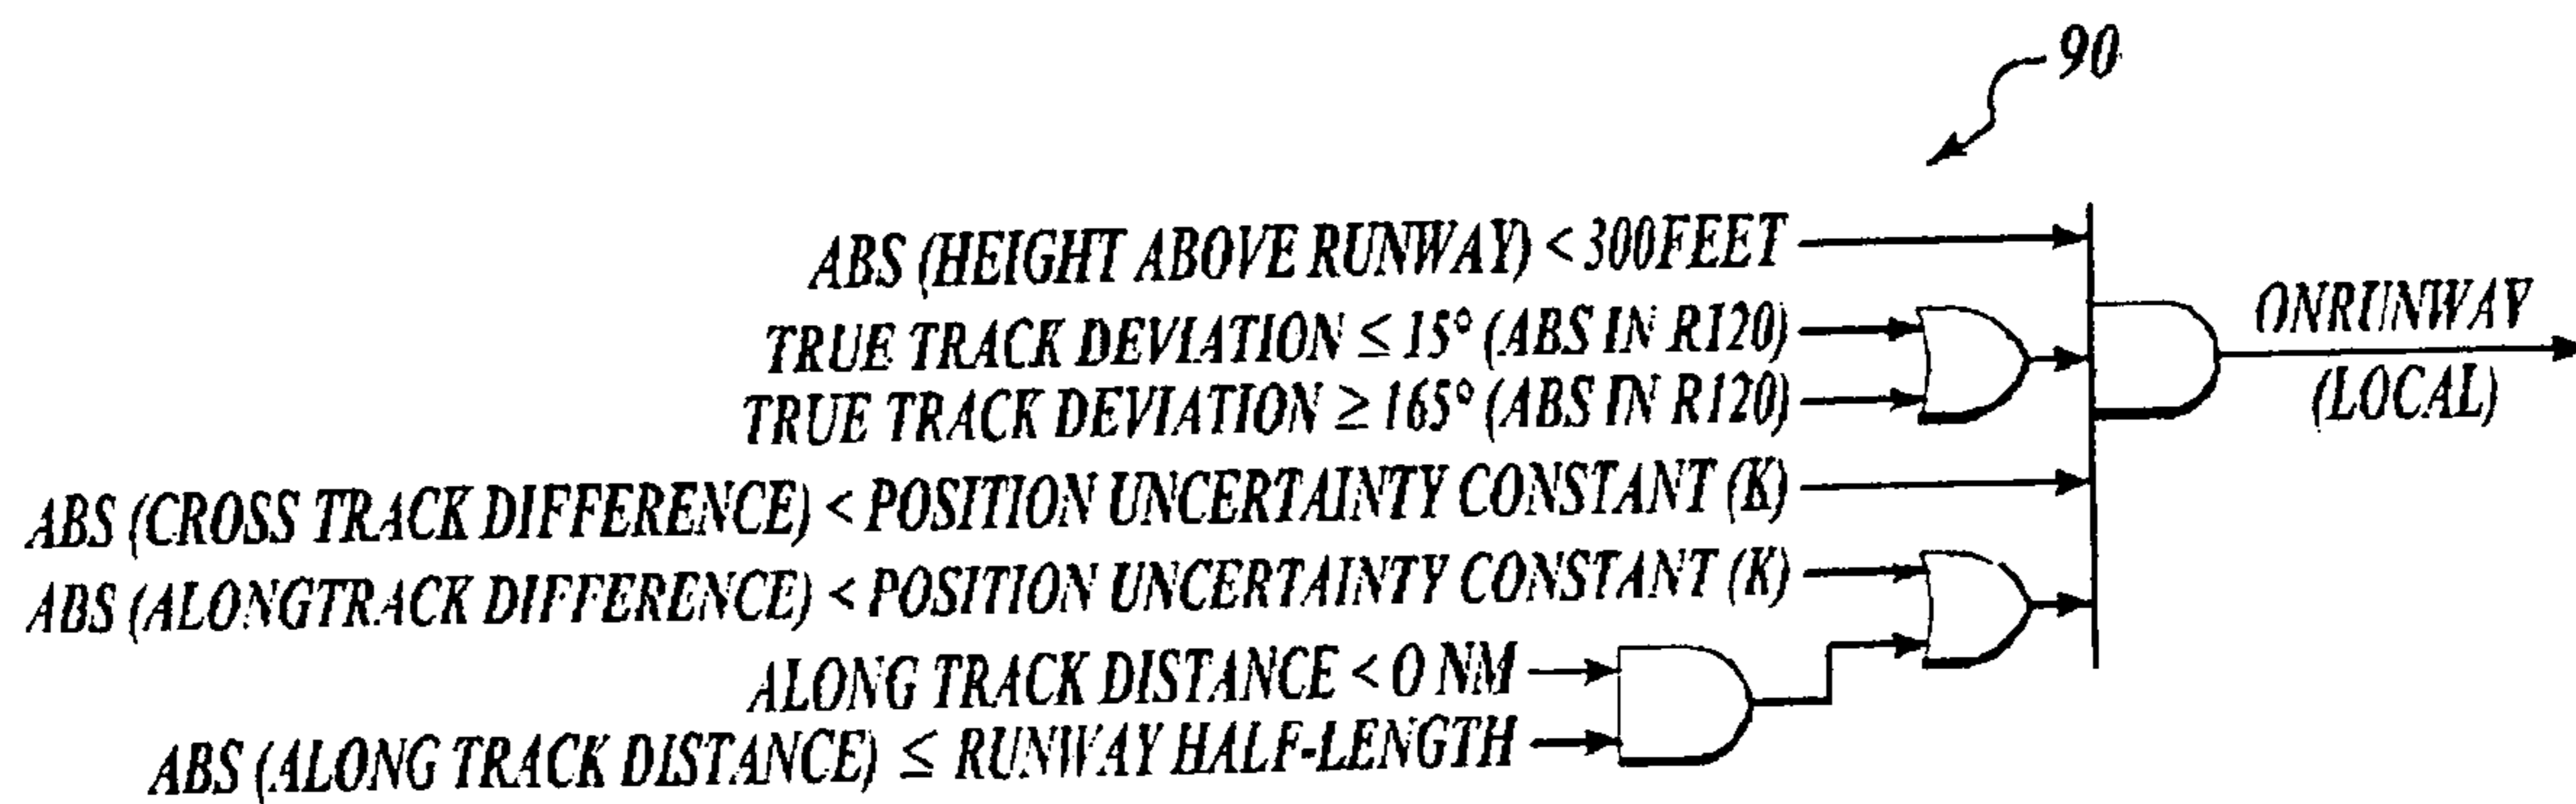 90
ABS (HEIGHT ABOVE RUNWAY) < 300FEET
TRUE TRACK DEVIATION ≤ 15° (ABS IN R120)
TRUE TRACK DEVIATION ≥ 165° (ABS IN R120)
ONRUNWAY
(LOCAL)
ABS (CROSS TRACK DIFFERENCE) < POSITION UNCERTAINTY CONSTANT (K)
ABS (ALONGTRACK DIFFERENCE) < POSITION UNCERTAINTY CONSTANT (K)
ALONG TRACK DISTANCE < 0 NM
ABS (ALONG TRACK DISTANCE) ≤ RUNWAY HALF-LENGTH